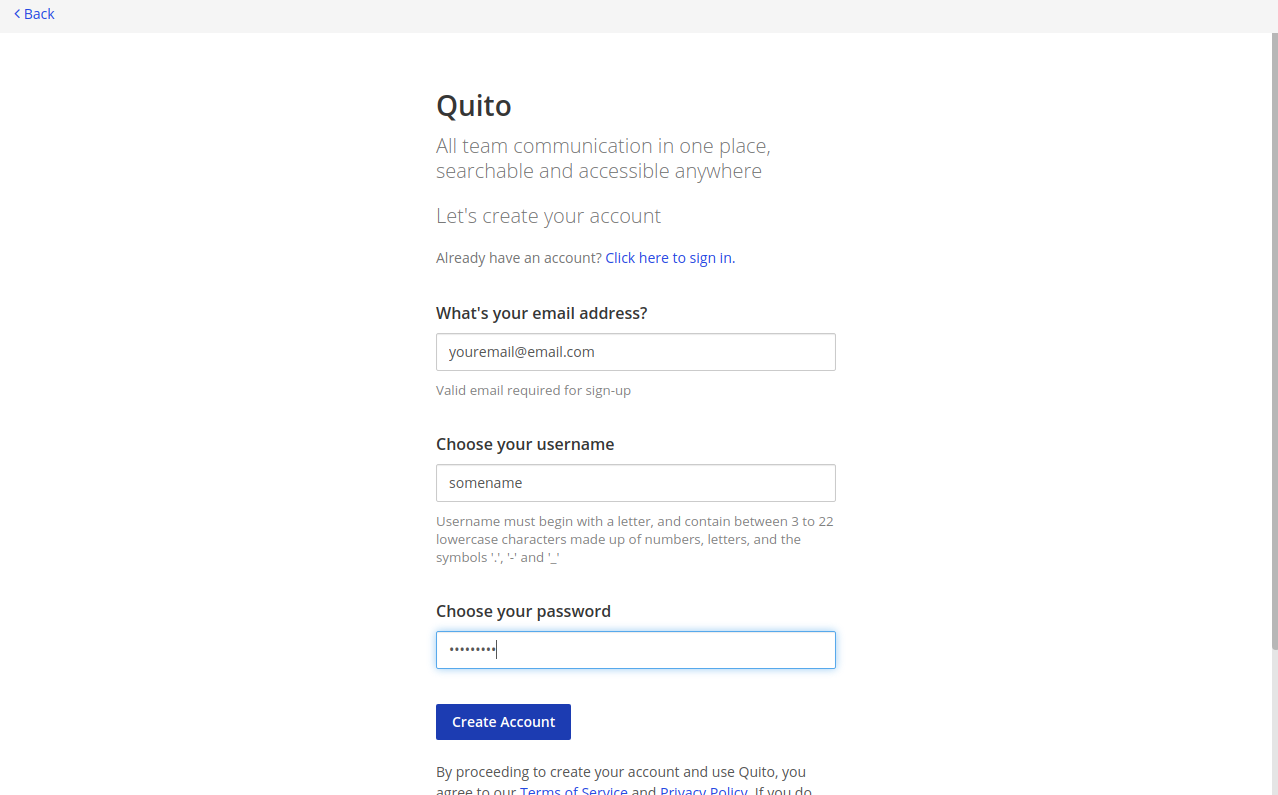 Back
Quito
All team communication in one place,
searchable and accessible anywhere
Let's create your account
Already have an account? Click here to sign in.
What's your email address?
youremail@email.com
Valid email required for sign-up
Choose your username
somename
Username must begin with a letter, and contain between 3 to 22
lowercase characters made up of numbers, letters, and the
symbols '.', '-' and '_'
Choose your password
•••••••••
Create Account
By proceeding to create your account and use Quito, you
agree to our Terms of Service and Privacy Policy. If you do